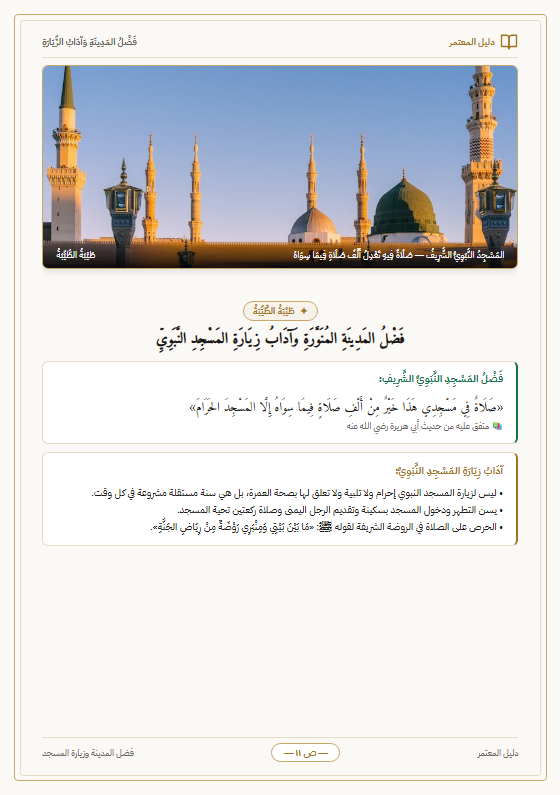 دليل المعتمر
فَضْلُ المَدِينَةِ وَآدَابُ الزِّيَارَةِ
المَسْجِدُ النَّبَوِيُّ الشَّرِيفُ — صَلَاةٌ فِيهِ تَعْدِلُ أَلْفَ صَلَاةٍ فِيمَا سِوَاهُ
طَيْبَةُ الطَّيِّبَةُ
✦ طَيْبَةُ الطَّيِّبَةُ
فَضْلُ المَدِينَةِ المُنَوَّرَةِ وَآدَابُ زِيَارَةِ المَسْجِدِ النَّبَوِيِّ
فَضْلُ المَسْجِدِ النَّبَوِيِّ الشَّرِيفِ:
«صَلَاةٌ فِي مَسْجِدِي هَذَا خَيْرٌ مِنْ أَلْفِ صَلَاةٍ فِيمَا سِوَاهُ إِلَّا المَسْجِدَ الحَرَامَ»
📚 متفق عليه من حديث أبي هريرة رضي الله عنه
آدَابُ زِيَارَةِ المَسْجِدِ النَّبَوِيِّ:
• ليس لزيارة المسجد النبوي إحرام ولا تلبية ولا تعلق لها بصحة العمرة، بل هي سنة مستقلة مشروعة في كل وقت.
• يسن التطهر ودخول المسجد بسكينة وتقديم الرجل اليمنى وصلاة ركعتين تحية المسجد.
• الحرص على الصلاة في الروضة الشريفة لقوله ﷺ: «مَا بَيْنَ بَيْتِي وَمِنْبَرِي رَوْضَةٌ مِنْ رِيَاضِ الجَنَّةِ».
دليل المعتمر
— ص ١١ —
فضل المدينة وزيارة المسجد